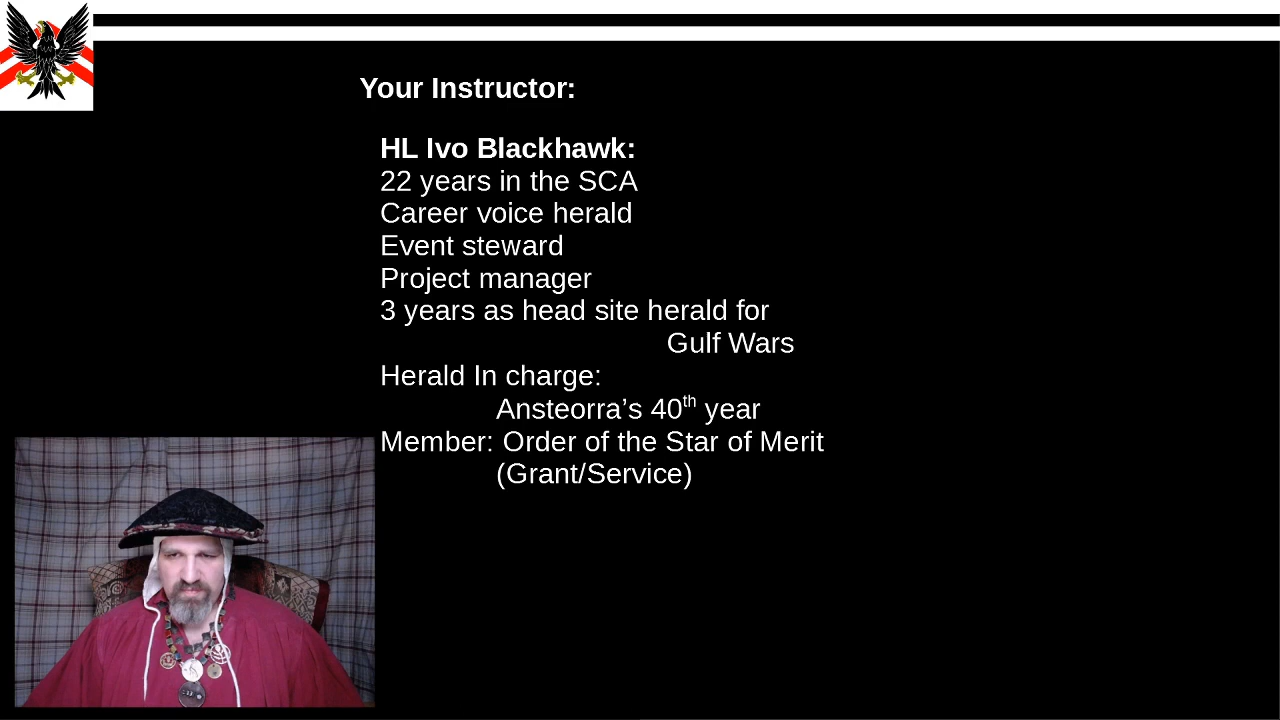 Your Instructor:
HL Ivo Blackhawk:
22 years in the SCA
Career voice herald
Event steward
Project manager
3 years as head site herald for
Gulf Wars
Herald In charge:
Ansteorra’s 40th year
Member: Order of the Star of Merit
(Grant/Service)